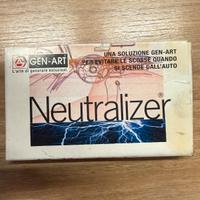 GEN-ART
L'arte di generare soluzioni
UNA SOLUZIONE GEN-ART
PER EVITARE LE SCOSSE QUANDO
SI SCENDE DALL'AUTO
Neutralizer®